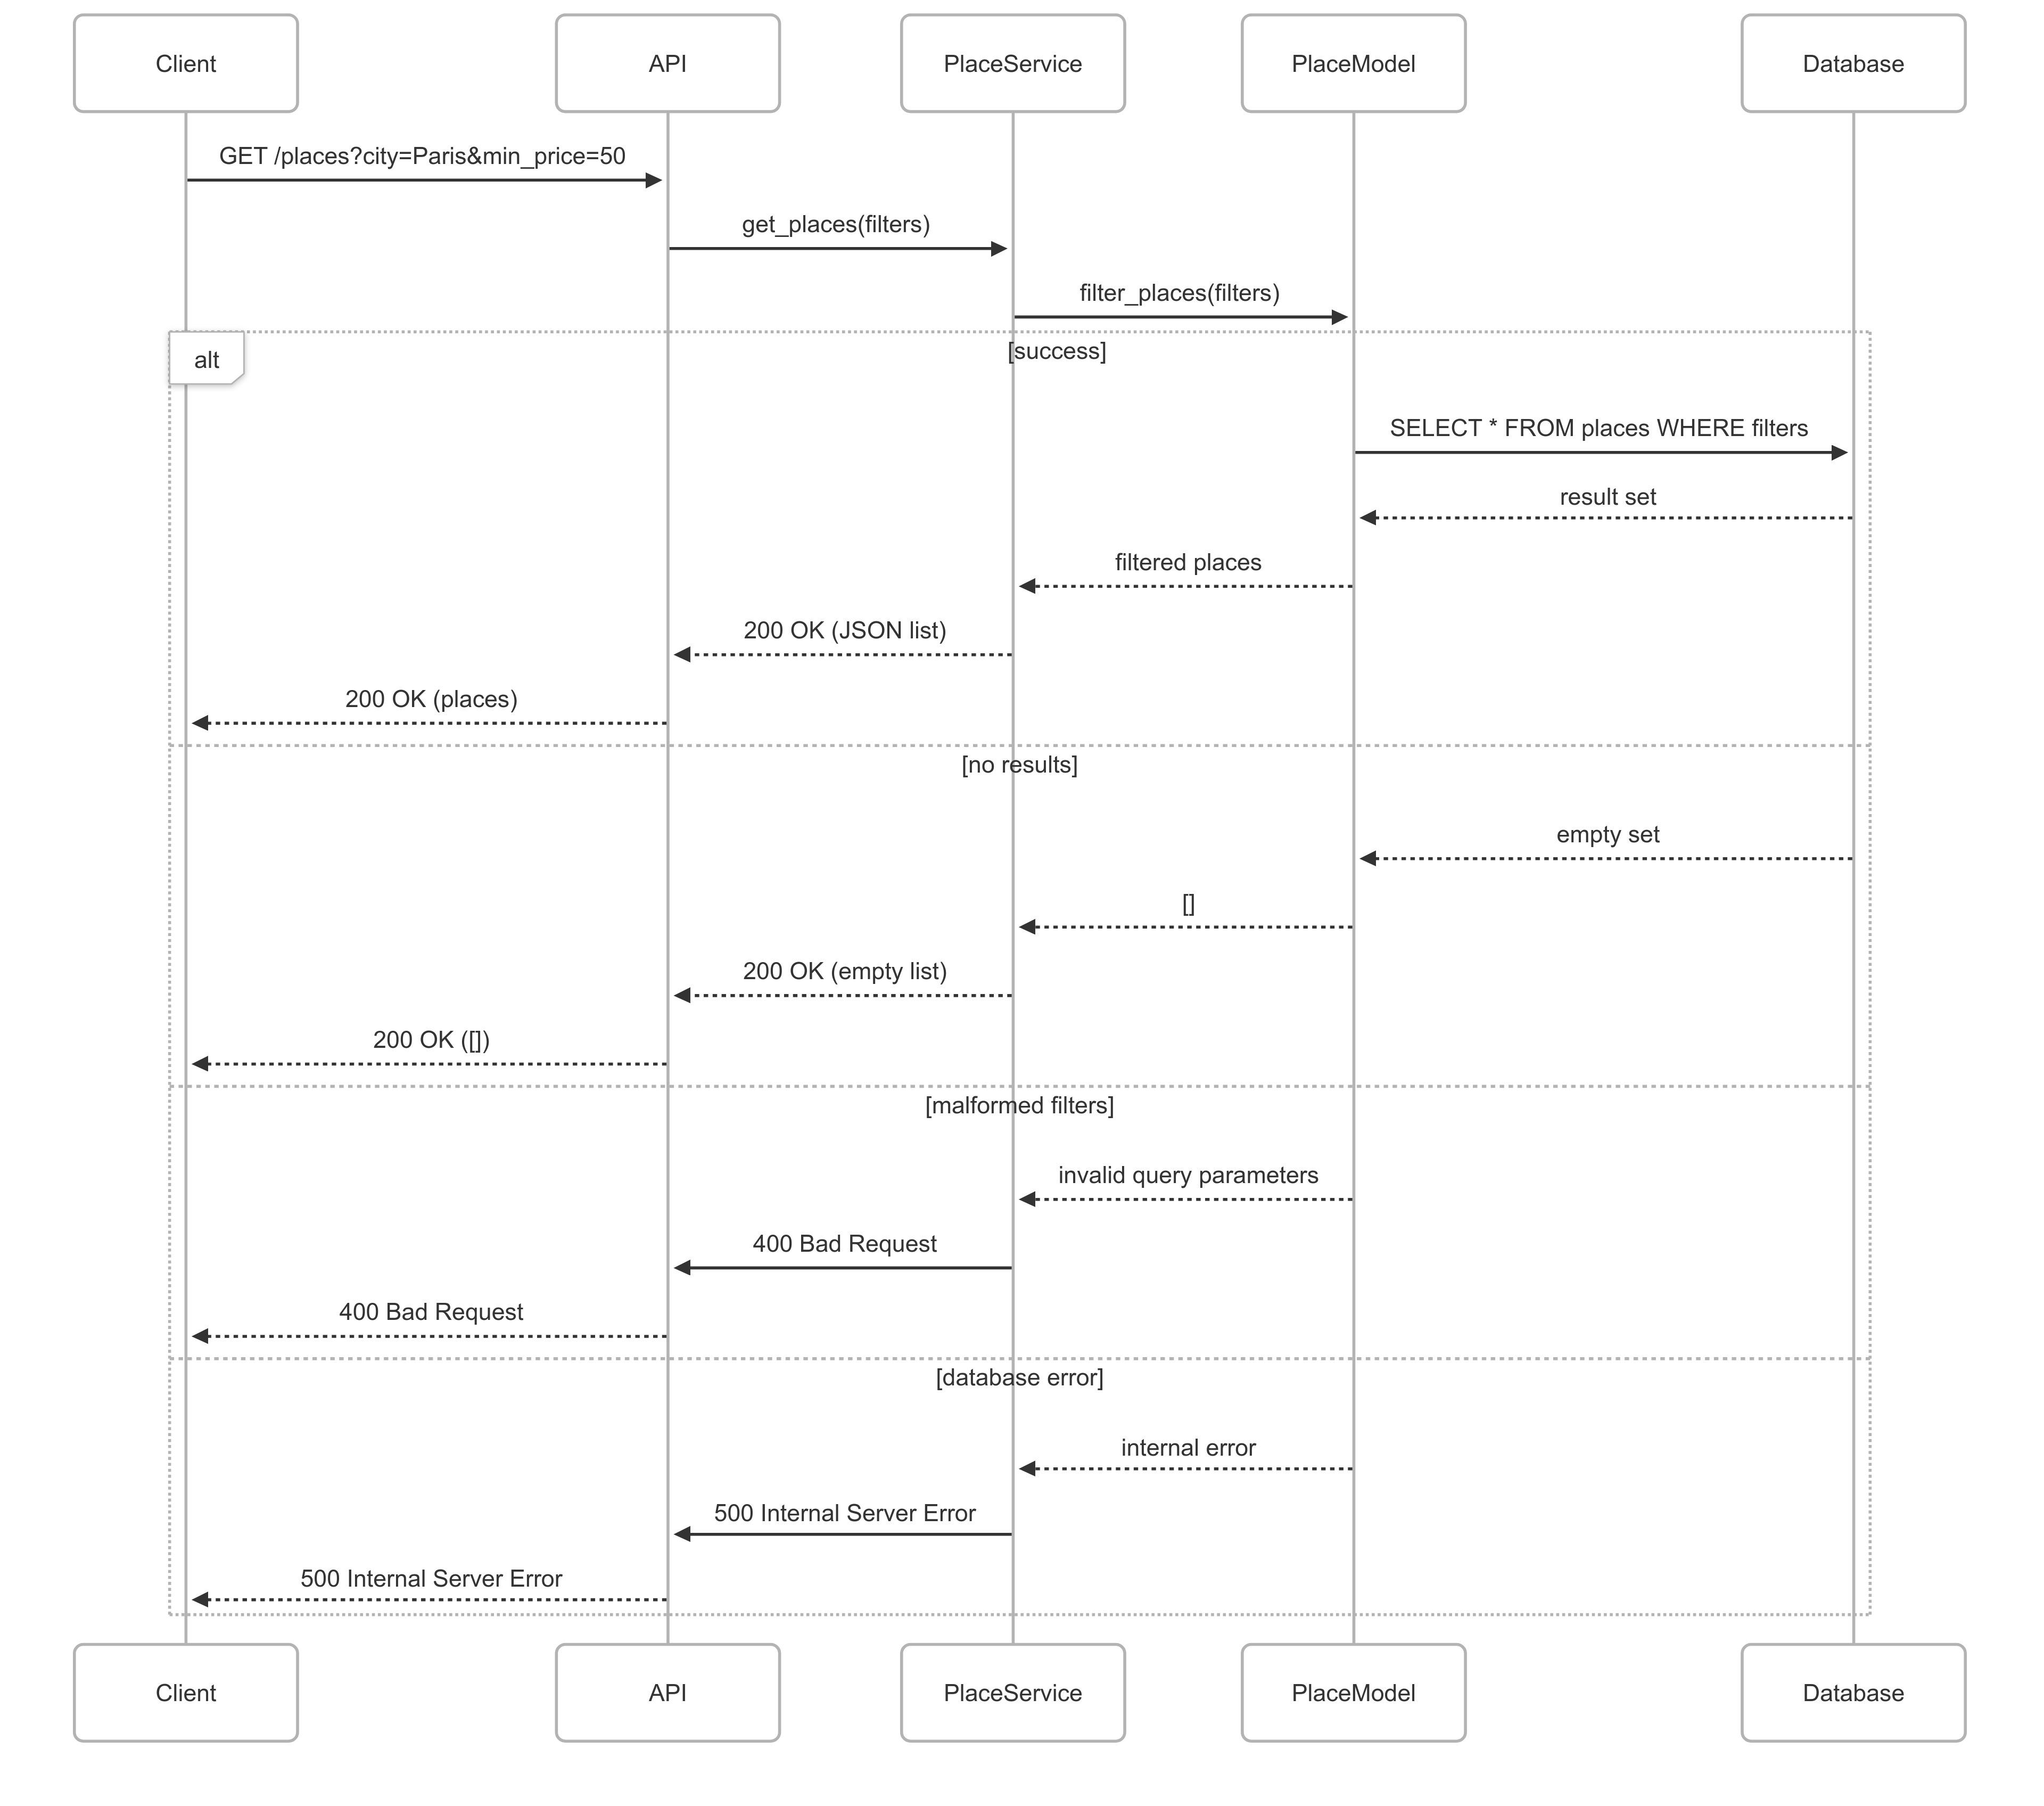 Client
API
PlaceService
PlaceModel
Database
GET /places?city=Paris&min_price=50
get_places(filters)
filter_places(filters)
alt
[success]
SELECT * FROM places WHERE filters
result set
filtered places
200 OK (JSON list)
200 OK (places)
[no results]
empty set
[]
200 OK (empty list)
200 OK ([])
[malformed filters]
invalid query parameters
400 Bad Request
400 Bad Request
[database error]
internal error
500 Internal Server Error
500 Internal Server Error
Client
API
PlaceService
PlaceModel
Database